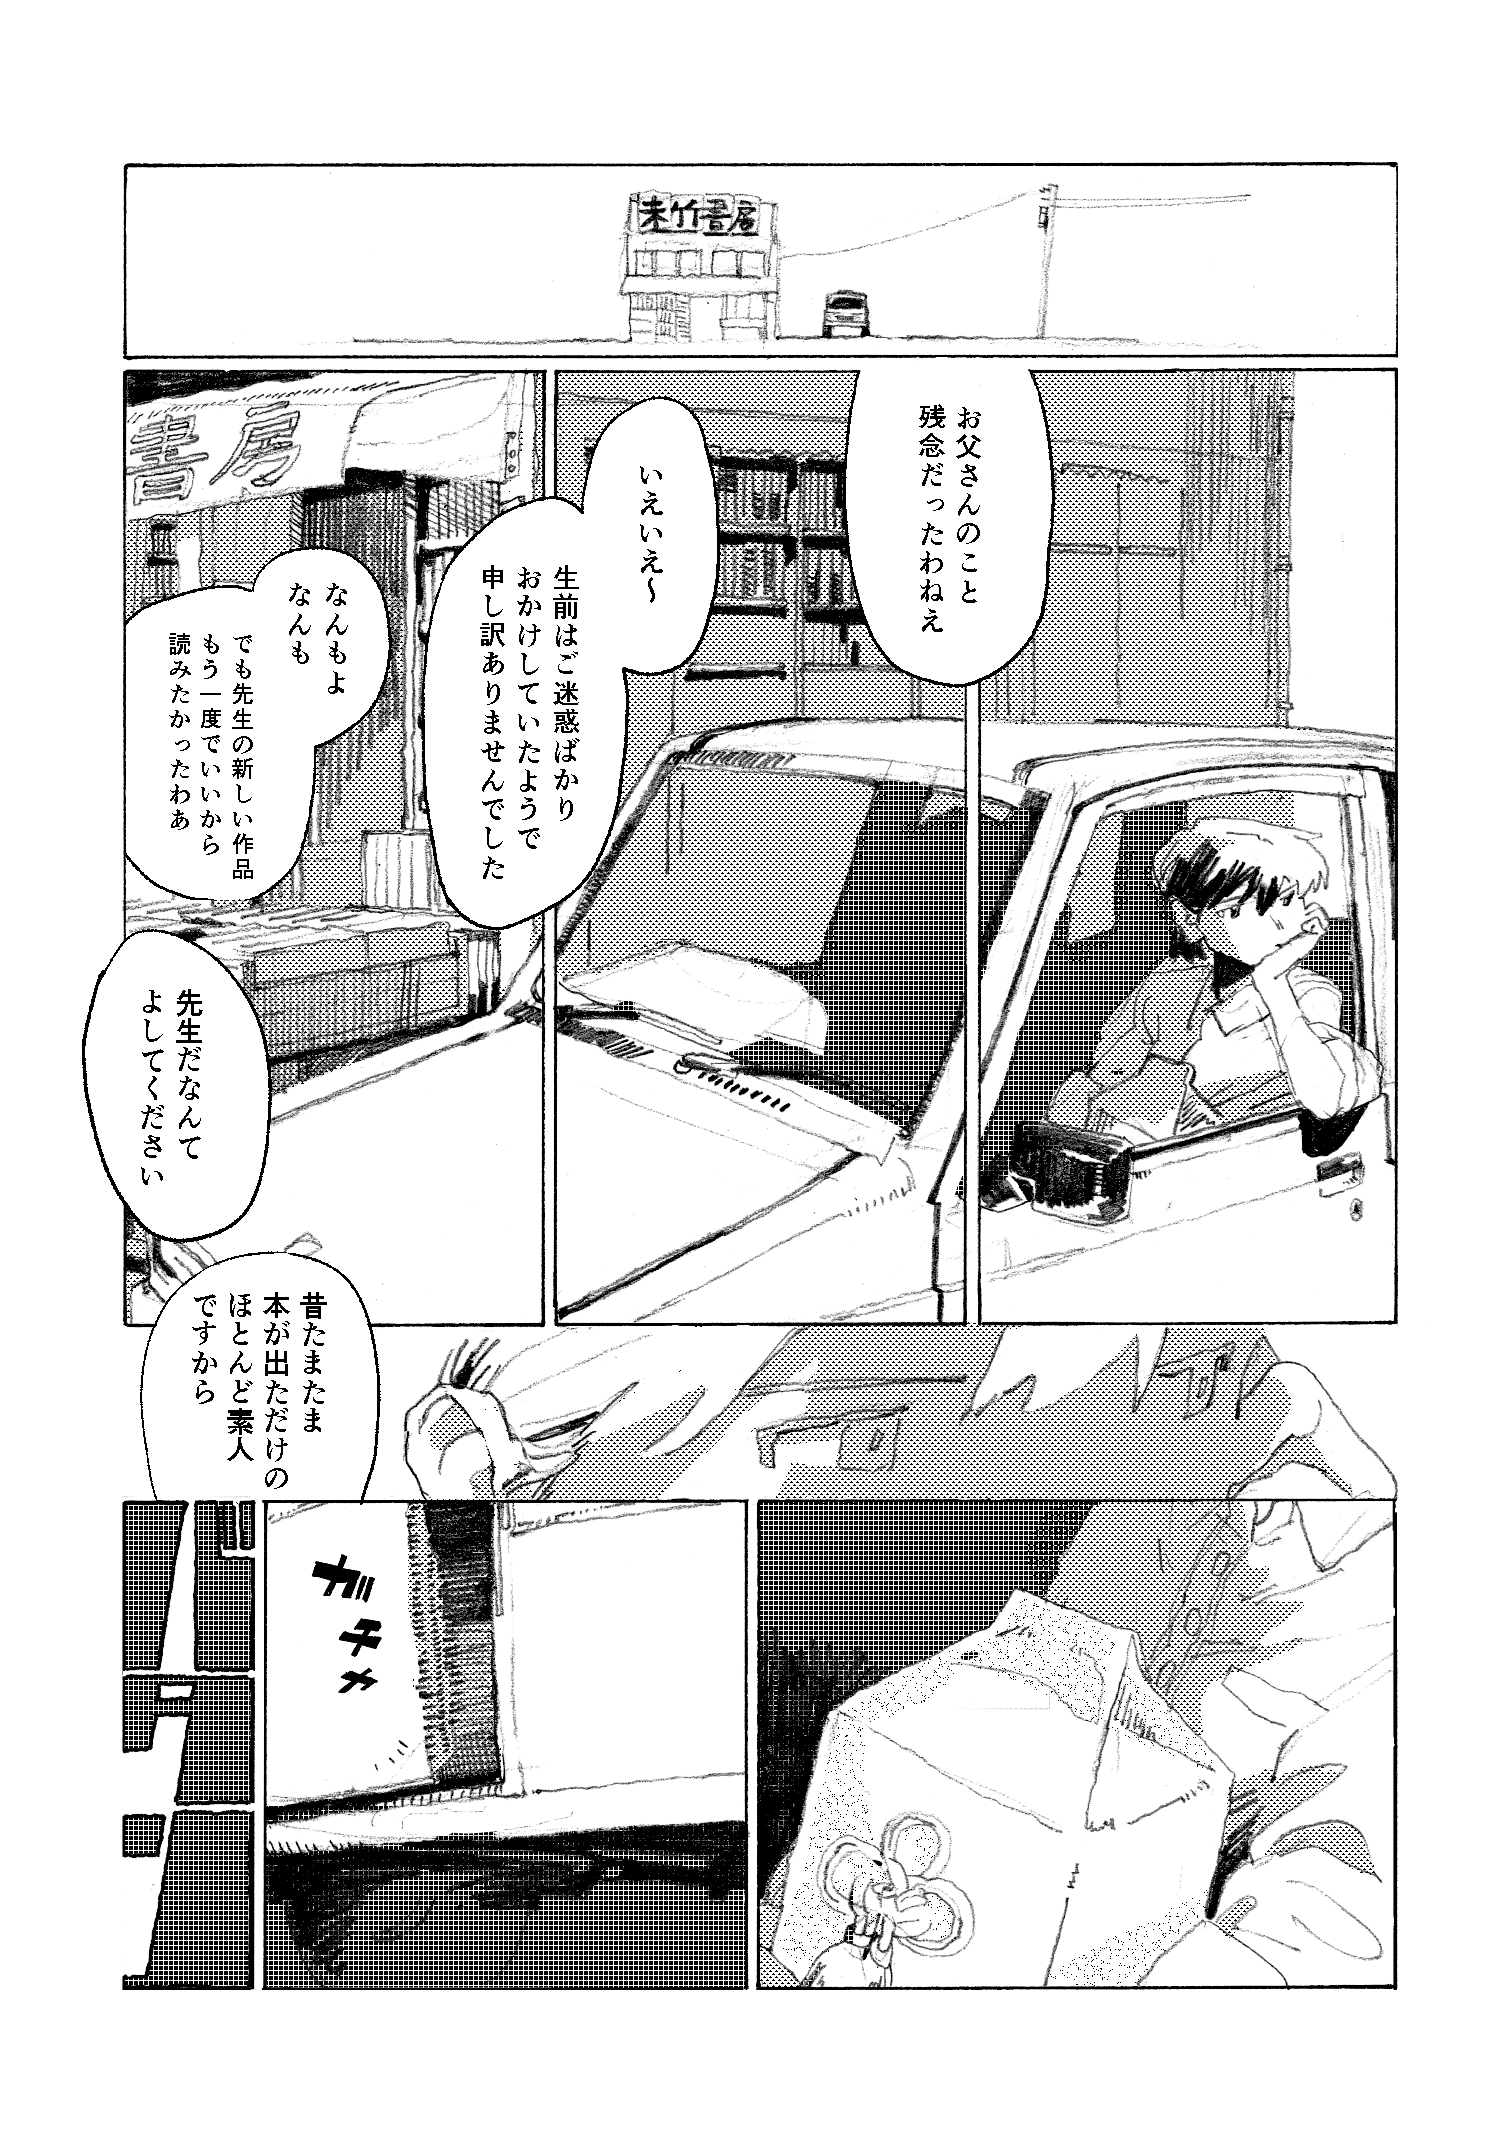 未竹書房
お父さんのこと
残念だったわねえ
いえいえ〜
生前はご迷惑ばかり
おかけしていたようで
申し訳ありませんでした
書房
なんもよ
なんも
でも先生の新しい作品
もう一度でいいから
読みたかったわあ
先生だなんて
よしてください
昔たまたま
本が出ただけの
ほとんど素人
ですから
ガチャ